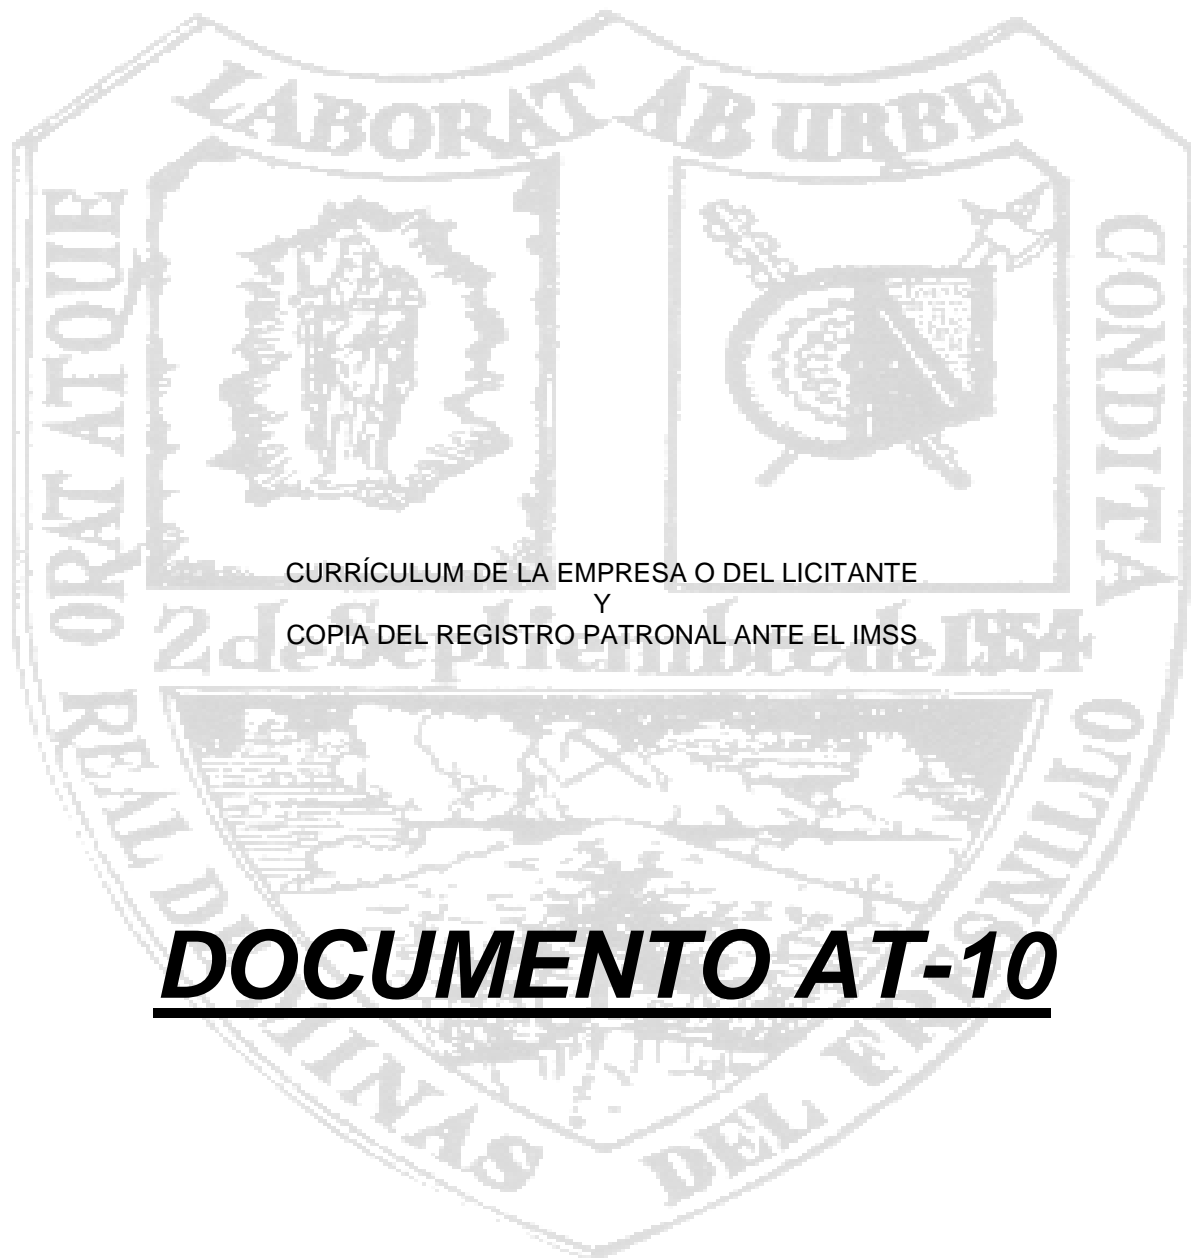 LABORAT AB URBE
ORAT ATQUE
CONDITA
CURRÍCULUM DE LA EMPRESA O DEL LICITANTE
Y
COPIA DEL REGISTRO PATRONAL ANTE EL IMSS
2 de Septiembre de 1554
REAL DE MINAS
DEL FRESNILLO
DOCUMENTO AT-10